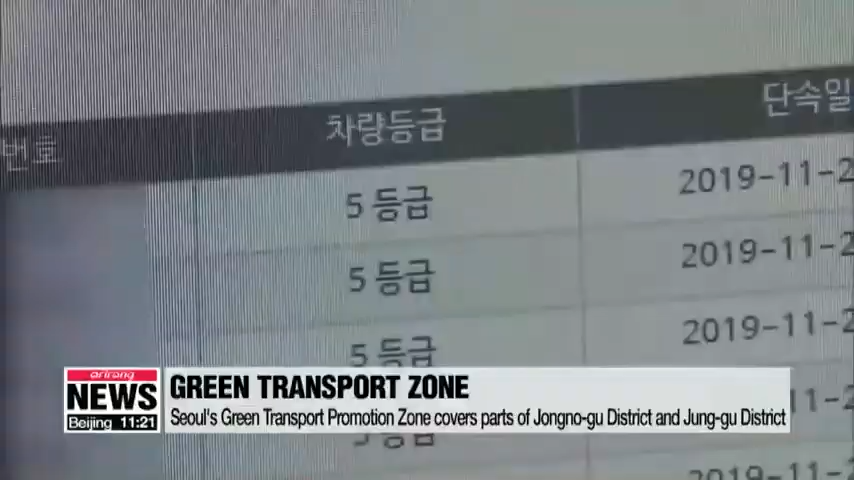 번호 차량등급 단속일
5 등급 2019-11-2
5 등급 2019-11-2
5 등급 2019-11-2
arirang
NEWS
Beijing 11:21
GREEN TRANSPORT ZONE
Seoul's Green Transport Promotion Zone covers parts of Jongno-gu District and Jung-gu District